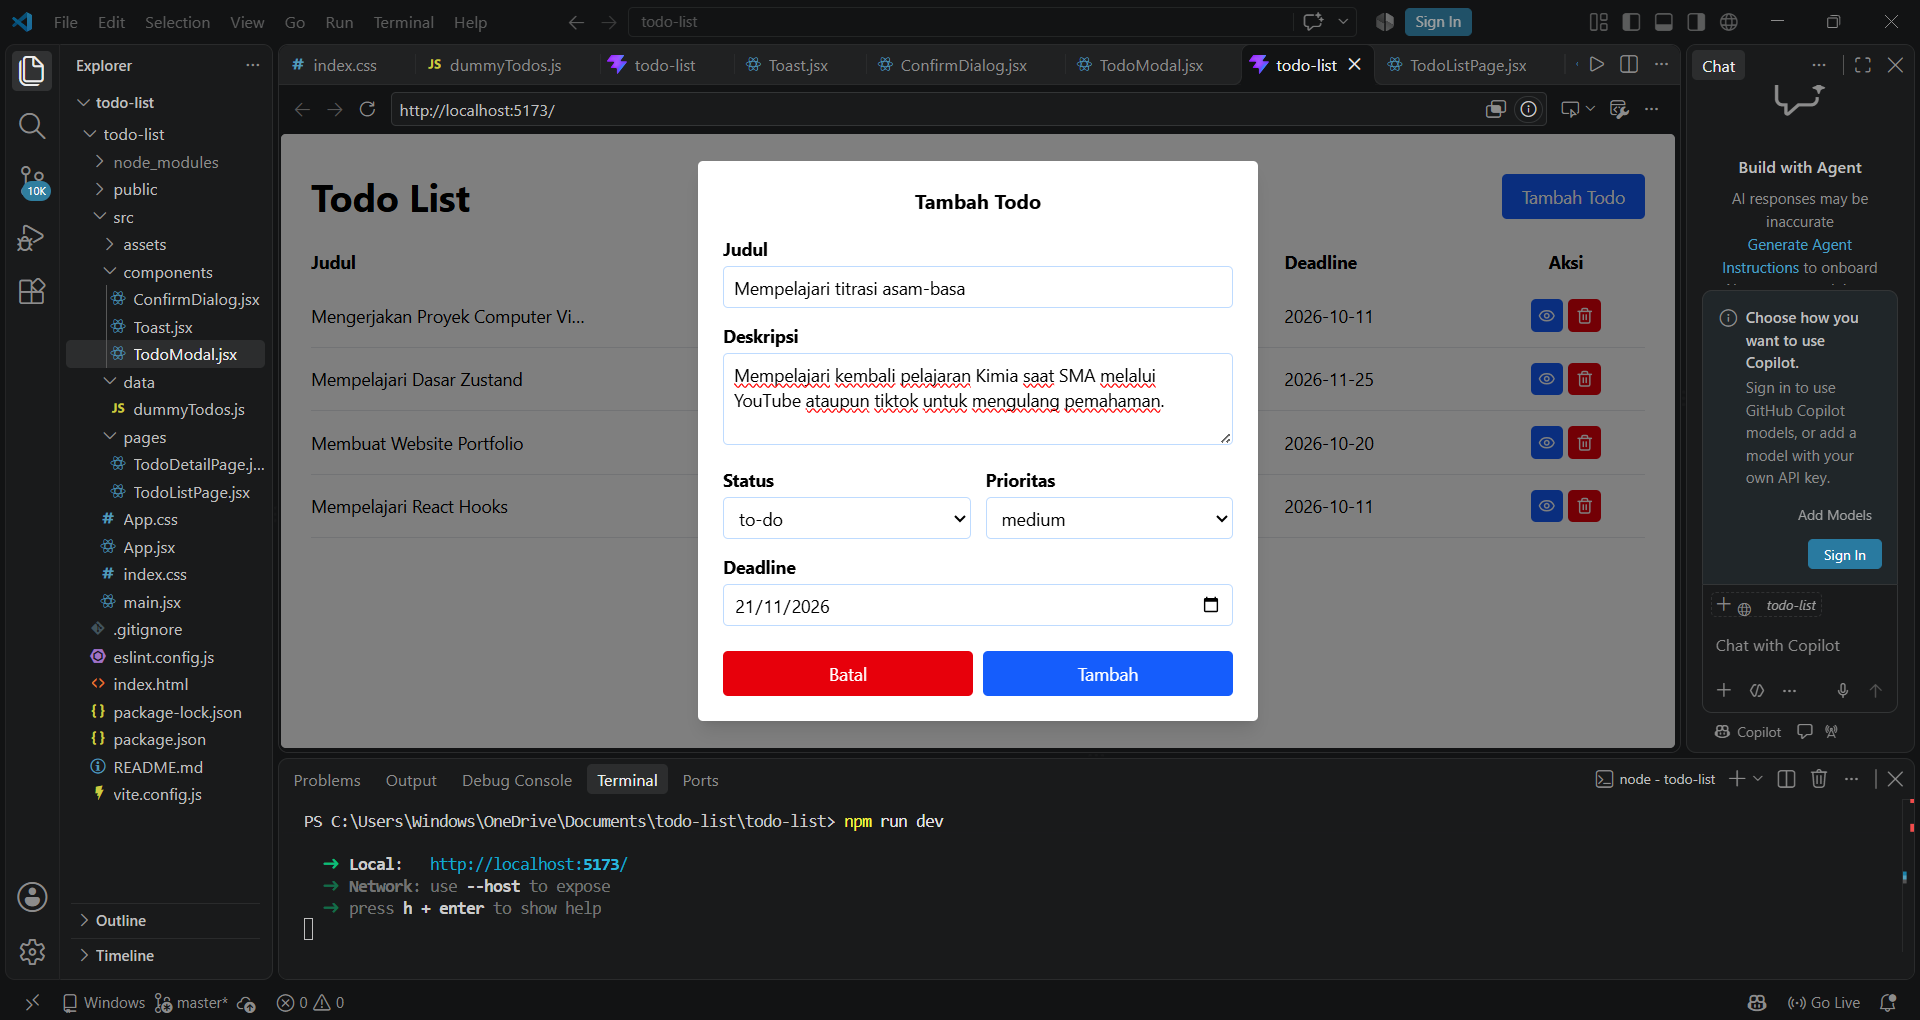 File Edit Selection View Go Run Terminal Help
todo-list
Sign In
Explorer
todo-list
todo-list
node_modules
public
src
assets
components
ConfirmDialog.jsx
Toast.jsx
TodoModal.jsx
data
dummyTodos.js
pages
TodoDetailPage.j...
TodoListPage.jsx
App.css
App.jsx
index.css
main.jsx
.gitignore
eslint.config.js
index.html
package-lock.json
package.json
README.md
vite.config.js
Outline
Timeline
10K
index.css dummyTodos.js todo-list Toast.jsx ConfirmDialog.jsx TodoModal.jsx todo-list TodoListPage.jsx
http://localhost:5173/
Todo List
Tambah Todo
Judul Deadline Aksi
Mengerjakan Proyek Computer Vi... 2026-10-11
Mempelajari Dasar Zustand 2026-11-25
Membuat Website Portfolio 2026-10-20
Mempelajari React Hooks 2026-10-11
Tambah Todo
Judul
Mempelajari titrasi asam-basa
Deskripsi
Mempelajari kembali pelajaran Kimia saat SMA melalui
YouTube ataupun tiktok untuk mengulang pemahaman.
Status Prioritas
to-do medium
Deadline
21/11/2026
Batal Tambah
Chat
Build with Agent
AI responses may be
inaccurate
Generate Agent
Instructions to onboard
Choose how you
want to use
Copilot.
Sign in to use
GitHub Copilot
models, or add a
model with your
own API key.
Add Models
Sign In
todo-list
Chat with Copilot
Copilot
Problems Output Debug Console Terminal Ports
node - todo-list
PS C:\Users\Windows\OneDrive\Documents\todo-list\todo-list> npm run dev
➜ Local: http://localhost:5173/
➜ Network: use --host to expose
➜ press h + enter to show help
Windows master* 0 0
Go Live